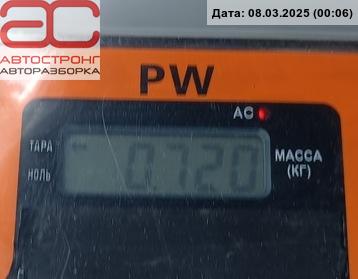 Дата: 08.03.2025 (00:06)
АС
АВТОСТРОНГ
АВТОРАЗБОРКА
PW
AC
ТАРА
НОЛЬ
0.720
МАССА
(КГ)